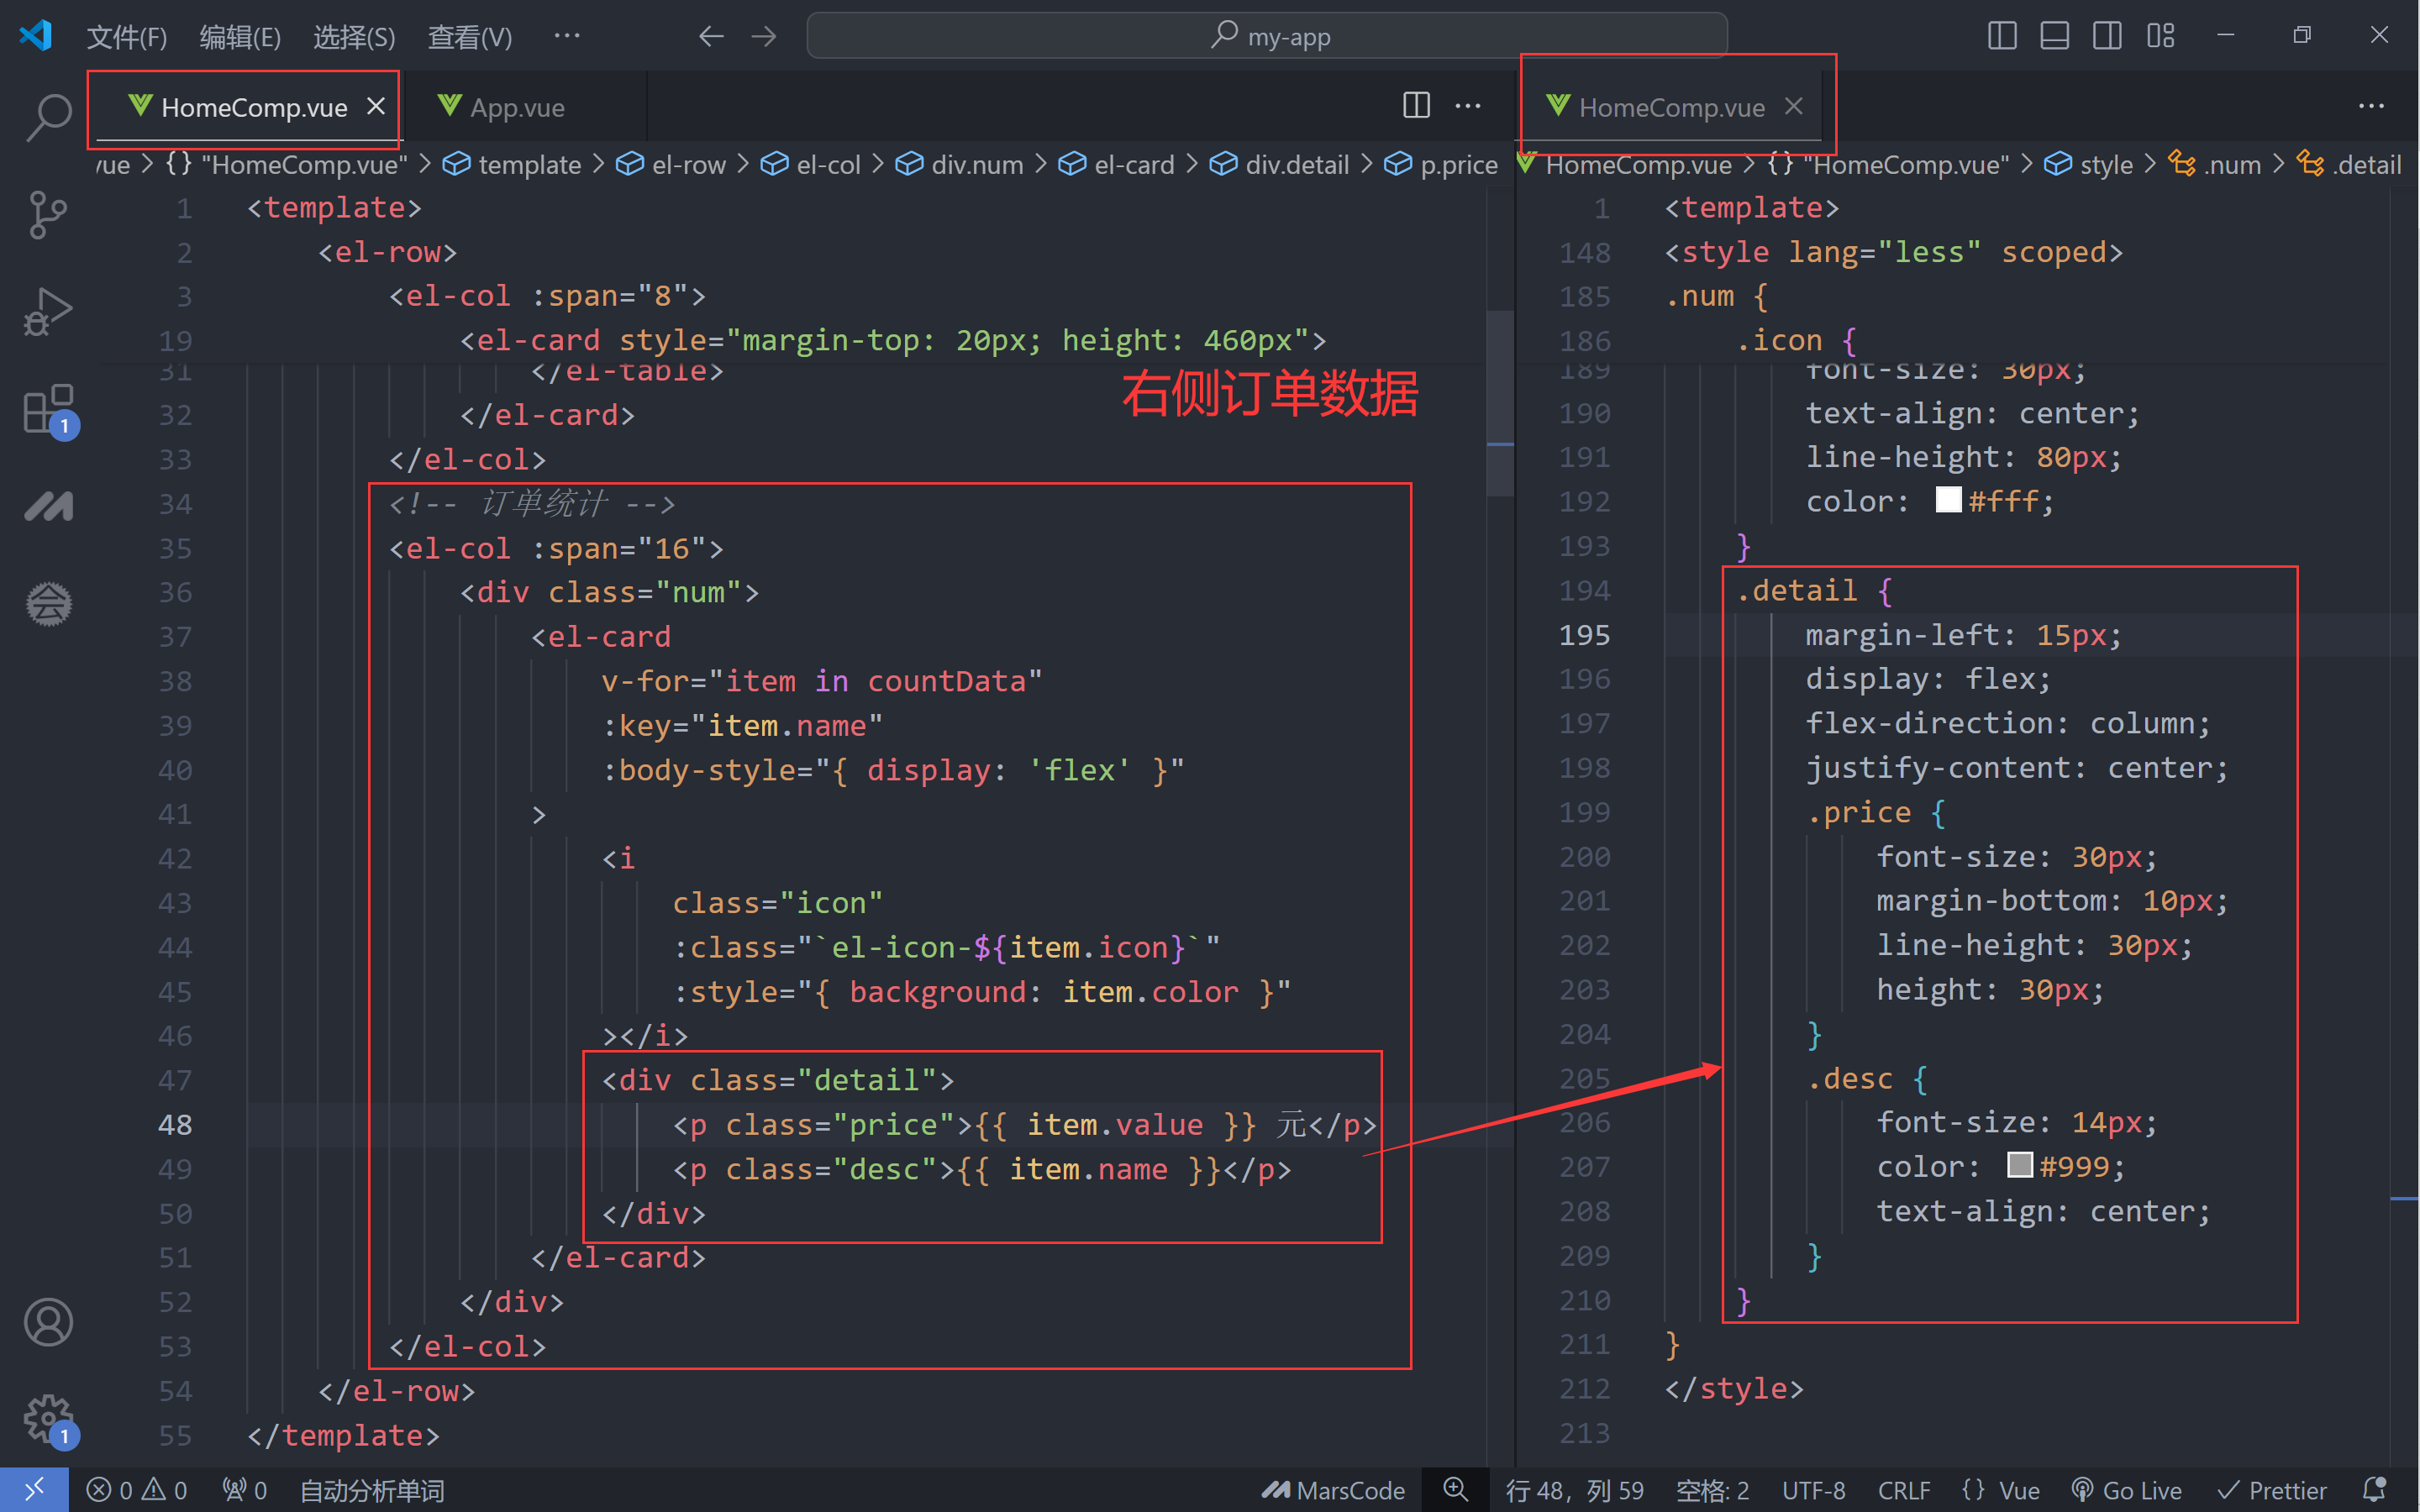 文件(F) 编辑(E) 选择(S) 查看(V) ··· my-app
HomeComp.vue App.vue
HomeComp.vue
vue > {} "HomeComp.vue" > template > el-row > el-col > div.num > el-card > div.detail > p.price
HomeComp.vue > {} "HomeComp.vue" > style > .num > .detail
1 <template>
2 <el-row>
3 <el-col :span="8">
19 <el-card style="margin-top: 20px; height: 460px">
31 </el-table>
右侧订单数据
32 </el-card>
33 </el-col>
34 <!-- 订单统计 -->
35 <el-col :span="16">
36 <div class="num">
37 <el-card
38 v-for="item in countData"
39 :key="item.name"
40 :body-style="{ display: 'flex' }"
41 >
42 <i
43 class="icon"
44 :class="`el-icon-${item.icon}`"
45 :style="{ background: item.color }"
46 ></i>
47 <div class="detail">
48 <p class="price">{{ item.value }} 元</p>
49 <p class="desc">{{ item.name }}</p>
50 </div>
51 </el-card>
52 </div>
53 </el-col>
54 </el-row>
55 </template>
1 <template>
148 <style lang="less" scoped>
185 .num {
186 .icon {
189 font-size: 30px;
190 text-align: center;
191 line-height: 80px;
192 color: #fff;
193 }
194 .detail {
195 margin-left: 15px;
196 display: flex;
197 flex-direction: column;
198 justify-content: center;
199 .price {
200 font-size: 30px;
201 margin-bottom: 10px;
202 line-height: 30px;
203 height: 30px;
204 }
205 .desc {
206 font-size: 14px;
207 color: #999;
208 text-align: center;
209 }
210 }
211 }
212 </style>
213
1
会
1
0 0 0 自动分析单词 MarsCode 行 48，列 59 空格: 2 UTF-8 CRLF {} Vue Go Live Prettier